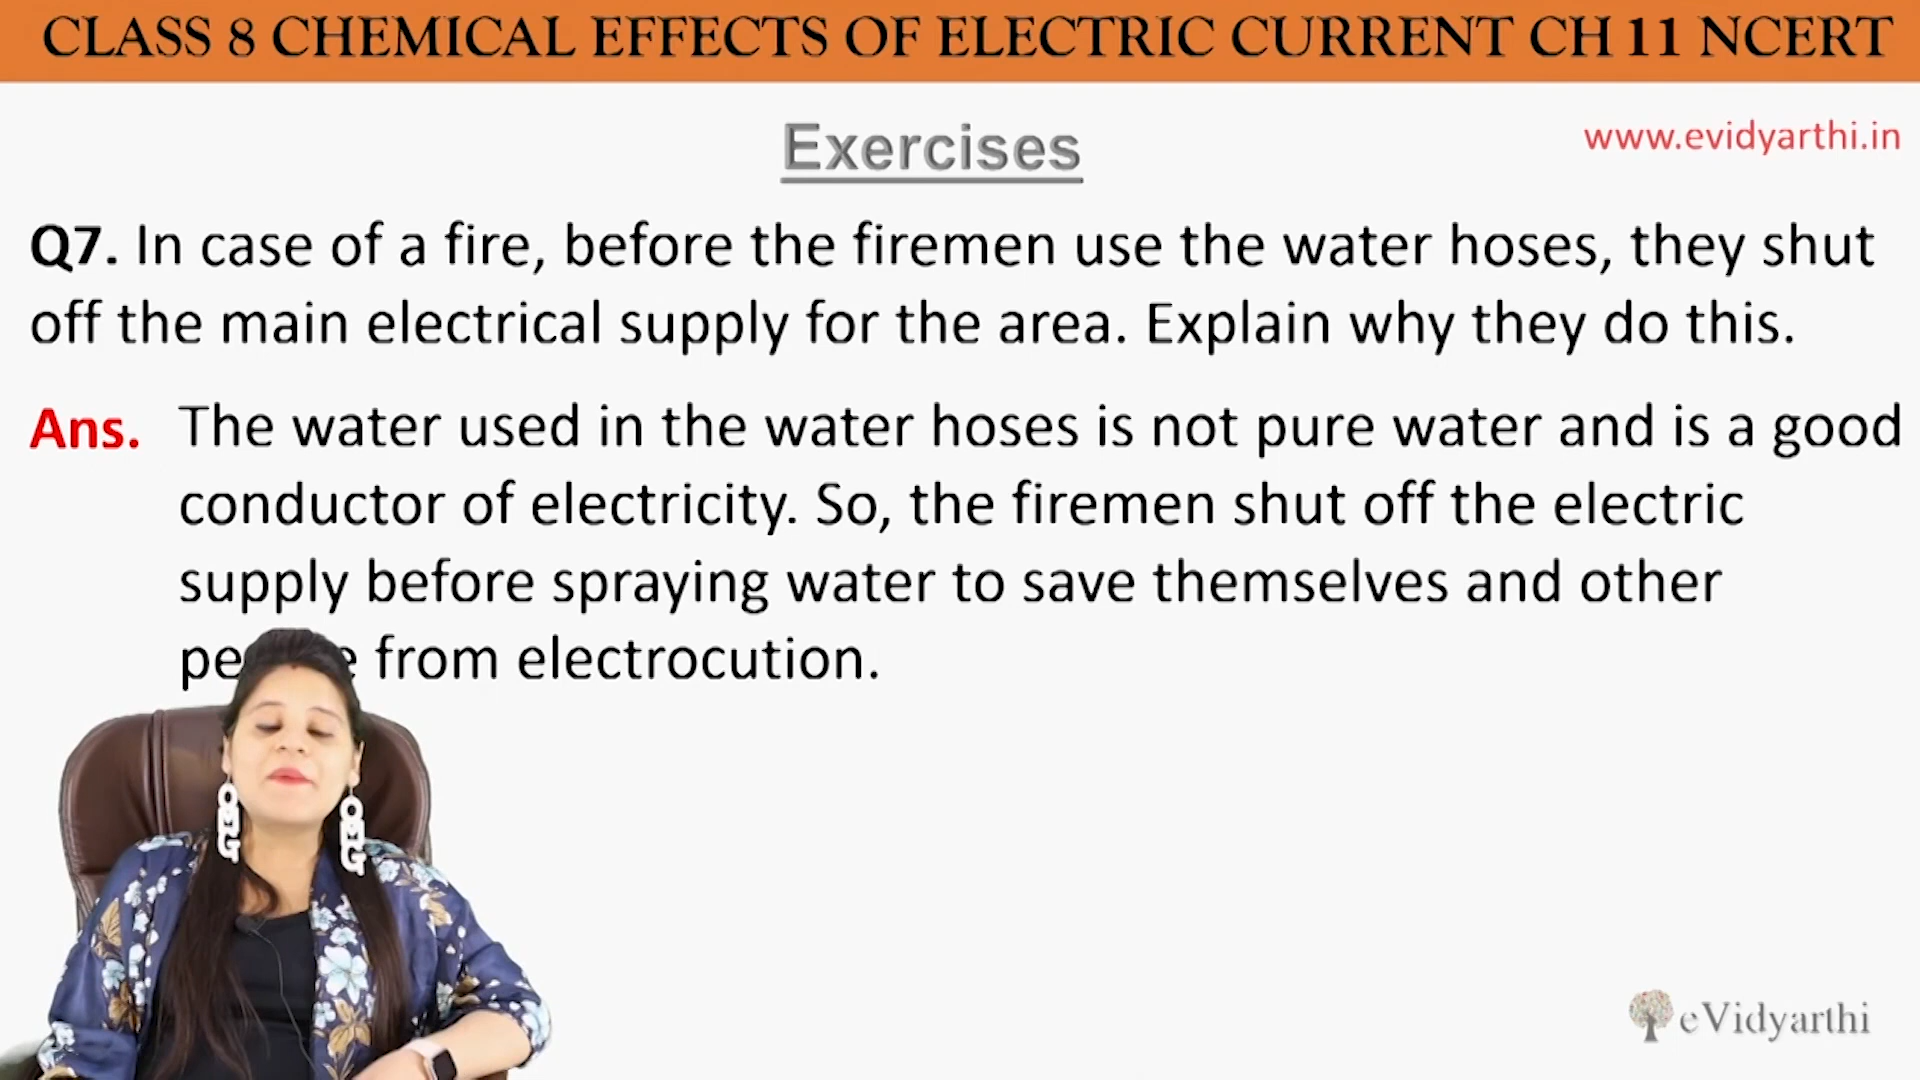 CLASS 8 CHEMICAL EFFECTS OF ELECTRIC CURRENT CH 11 NCERT
Exercises
www.evidyarthi.in
Q7. In case of a fire, before the firemen use the water hoses, they shut
off the main electrical supply for the area. Explain why they do this.
Ans. The water used in the water hoses is not pure water and is a good
conductor of electricity. So, the firemen shut off the electric
supply before spraying water to save themselves and other
from electrocution.
OMG
OMG
eVidyarthi